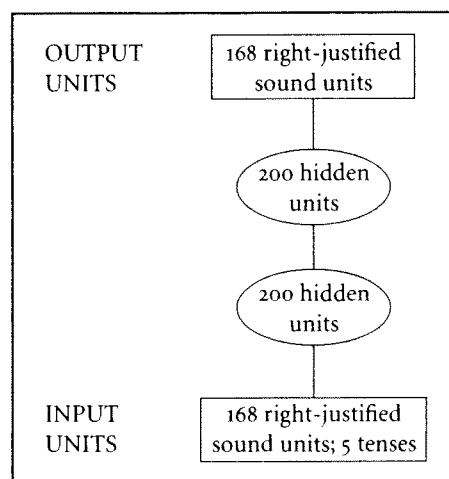 OUTPUT
UNITS
168 right-justified
sound units
200 hidden
units
200 hidden
units
INPUT
UNITS
168 right-justified
sound units; 5 tenses